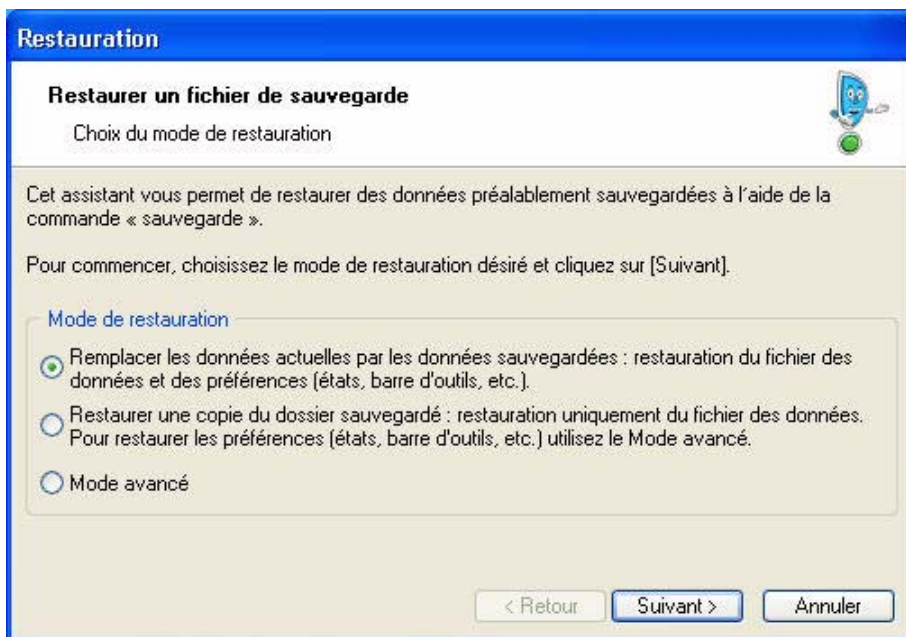 Restauration
Restaurer un fichier de sauvegarde
Choix du mode de restauration
Cet assistant vous permet de restaurer des données préalablement sauvegardées à l'aide de la
commande « sauvegarde ».
Pour commencer, choisissez le mode de restauration désiré et cliquez sur [Suivant].
Mode de restauration
Remplacer les données actuelles par les données sauvegardées : restauration du fichier des
données et des préférences (états, barre d'outils, etc.).
Restaurer une copie du dossier sauvegardé : restauration uniquement du fichier des données.
Pour restaurer les préférences (états, barre d'outils, etc.) utilisez le Mode avancé.
Mode avancé
< Retour
Suivant >
Annuler